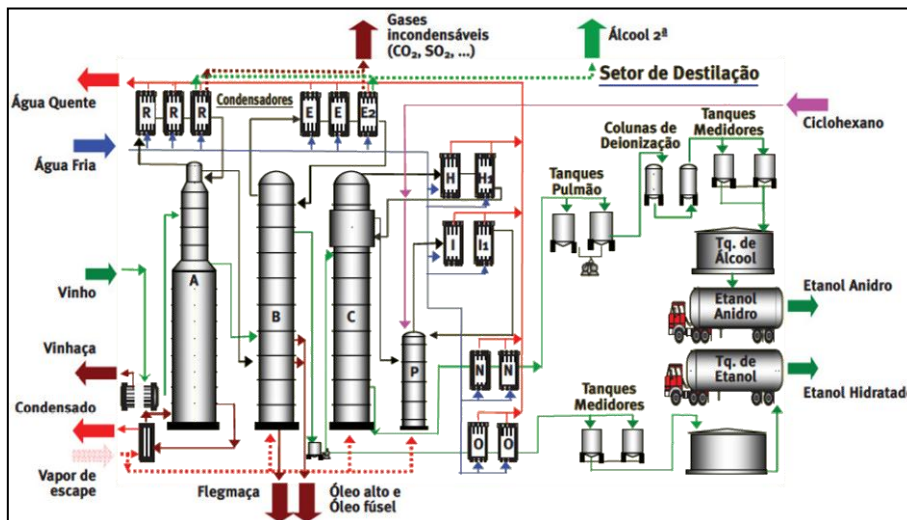 Gases
incondensáveis
(CO₂, SO₂, ...)
Álcool 2ª
Setor de Destilação
Água Quente
Condensadores
R R R
E E E2
Ciclohexano
Água Fria
Colunas de
Deionização
Tanques
Medidores
Tanques
Pulmão
H H1
I I1
A
B
C
P
Tq. de
Álcool
Vinho
Etanol Anidro
Etanol
Anidro
Vinhaça
Condensado
N N
Tq. de
Etanol
Etanol Hidratad
Tanques
Medidores
O O
Vapor de
escape
Flegmaça
Óleo alto e
Óleo fúsel